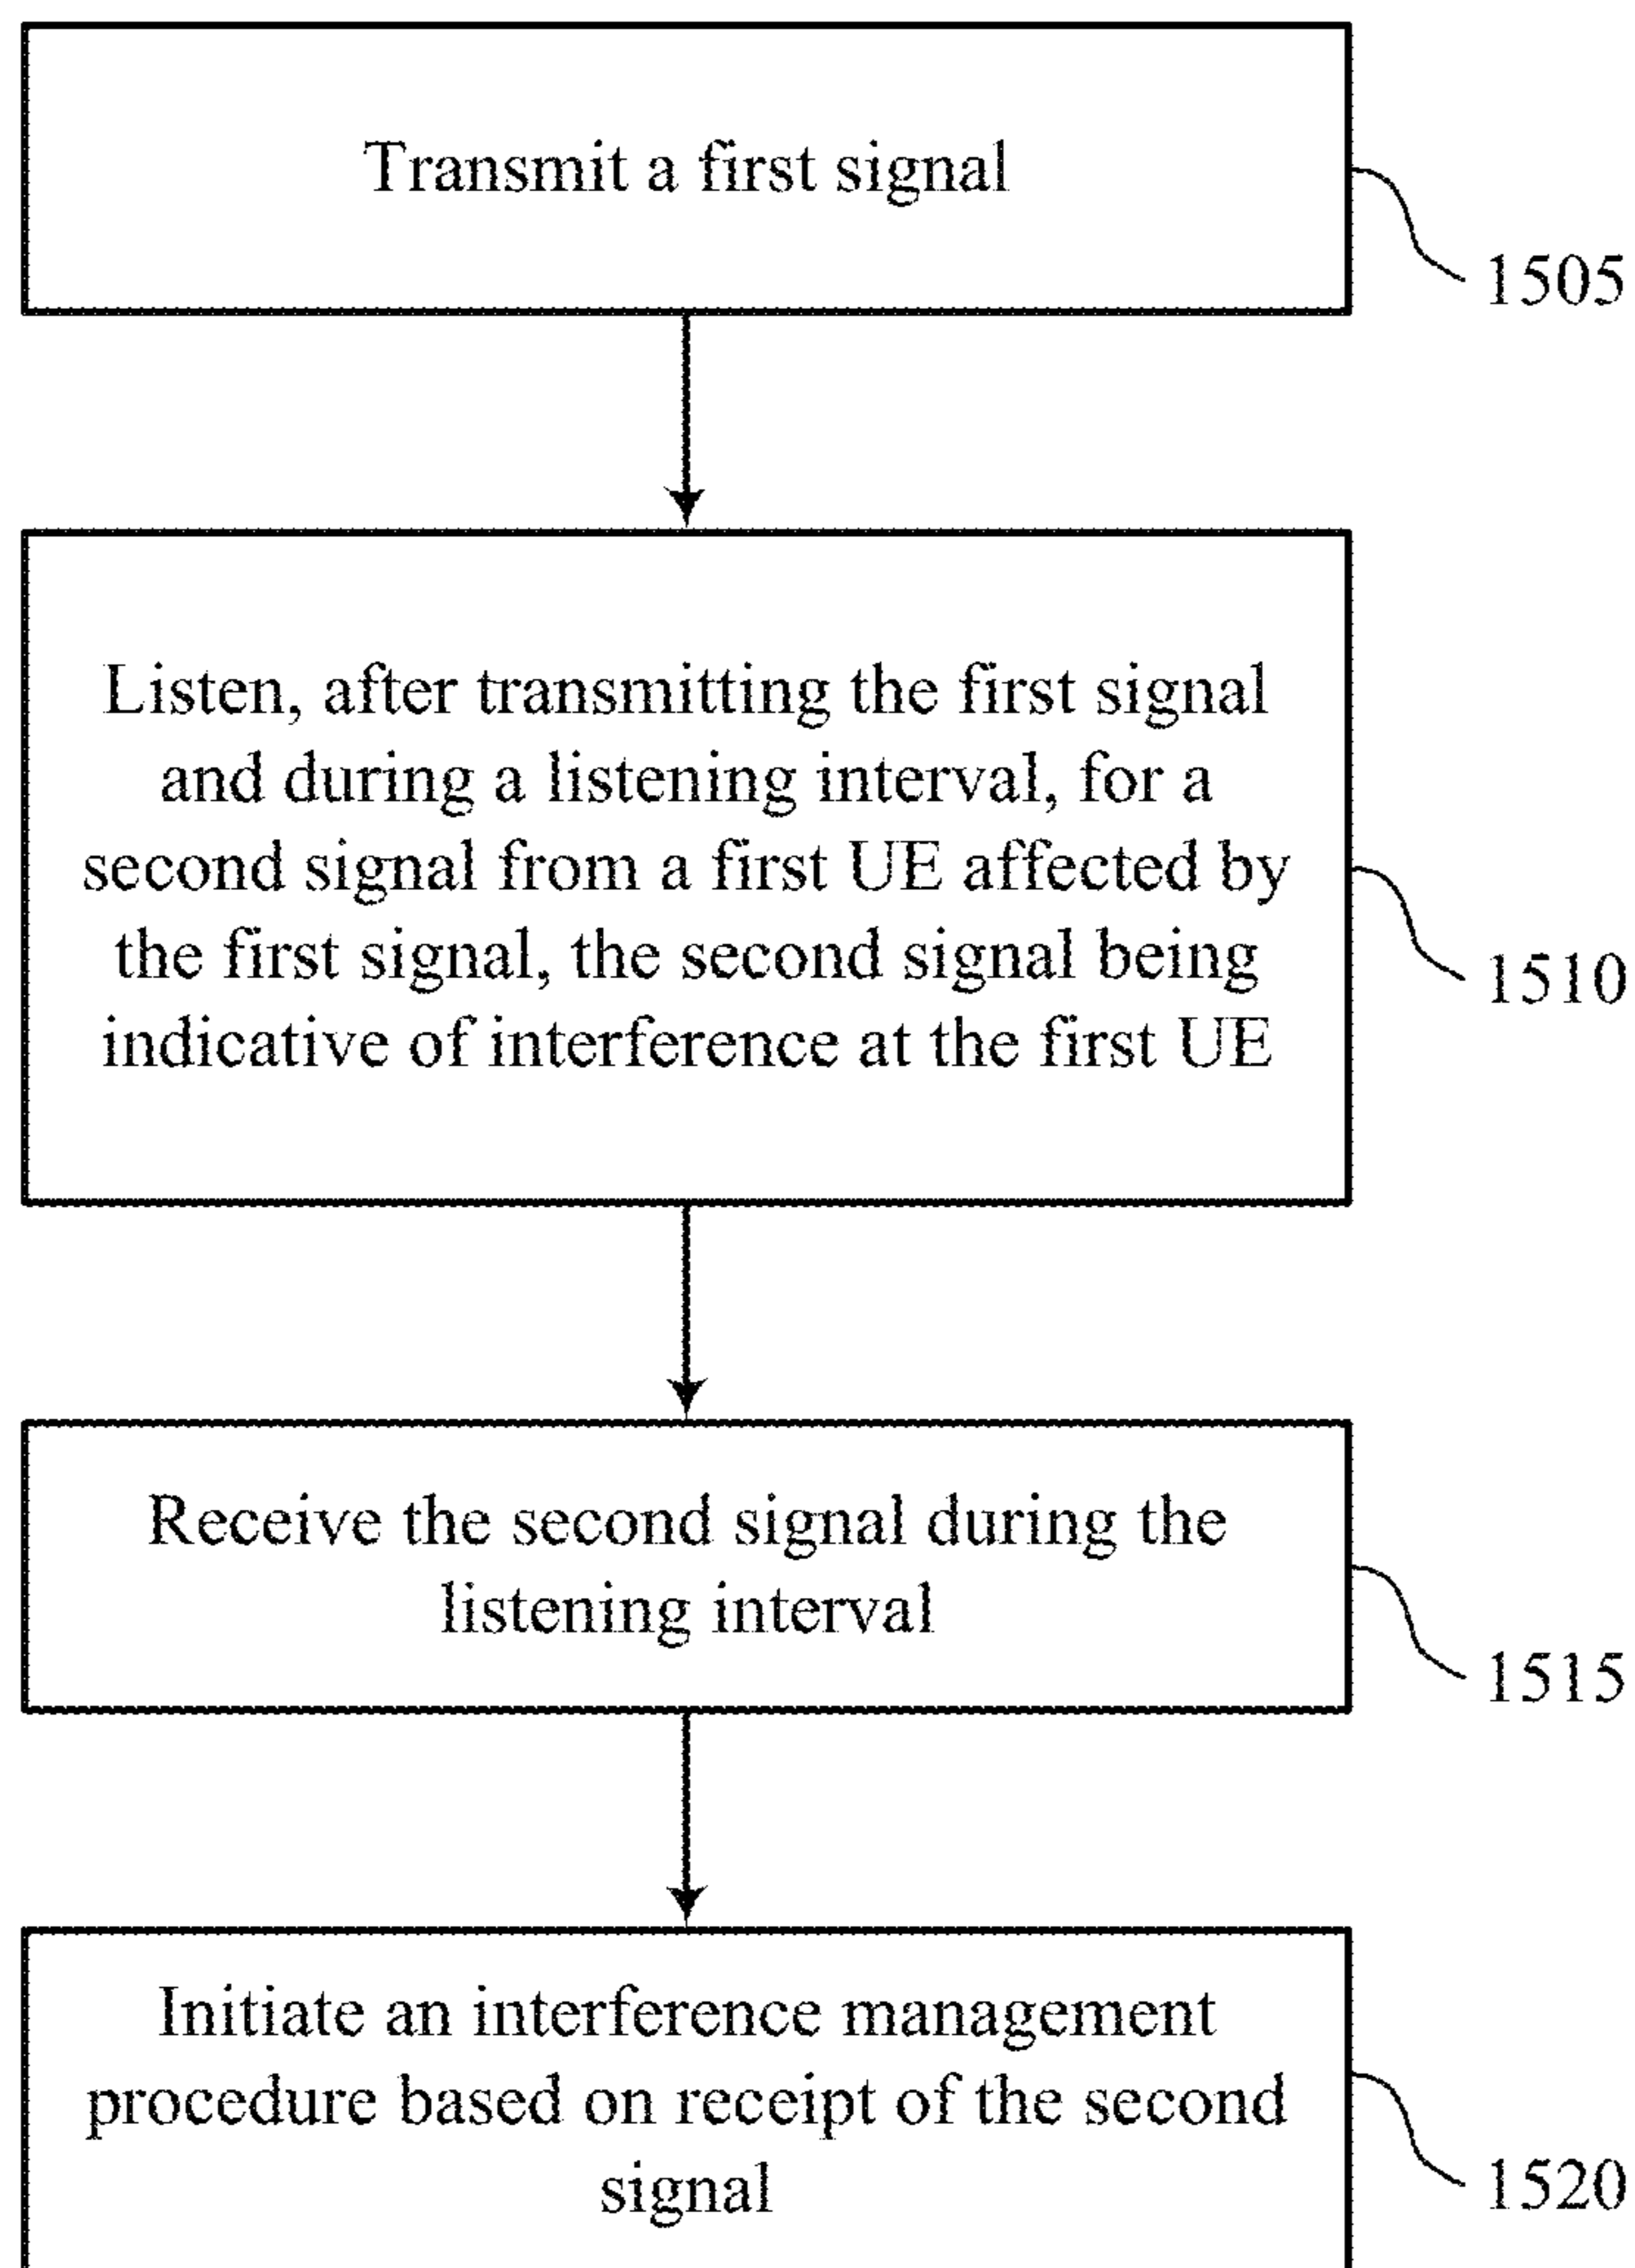 Transmit a first signal
1505
Listen, after transmitting the first signal
and during a listening interval, for a
second signal from a first UE affected by
the first signal, the second signal being
indicative of interference at the first UE
1510
Receive the second signal during the
listening interval
1515
Initiate an interference management
procedure based on receipt of the second
signal
1520